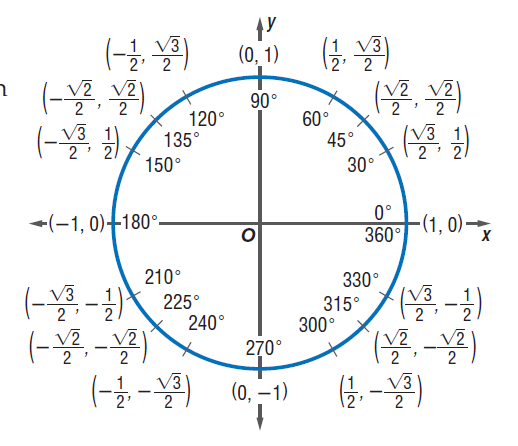 y
(-1/2, √3/2) (0, 1) (1/2, √3/2)
(-√2/2, √2/2) 90° (√2/2, √2/2)
120° 60°
(-√3/2, 1/2) 135° 45° (√3/2, 1/2)
150° 30°
0°
(-1, 0) 180° (1, 0) x
O 360°
210° 330°
(-√3/2, -1/2) 225° 315° (√3/2, -1/2)
240° 300°
(-√2/2, -√2/2) 270° (√2/2, -√2/2)
(-1/2, -√3/2) (0, -1) (1/2, -√3/2)